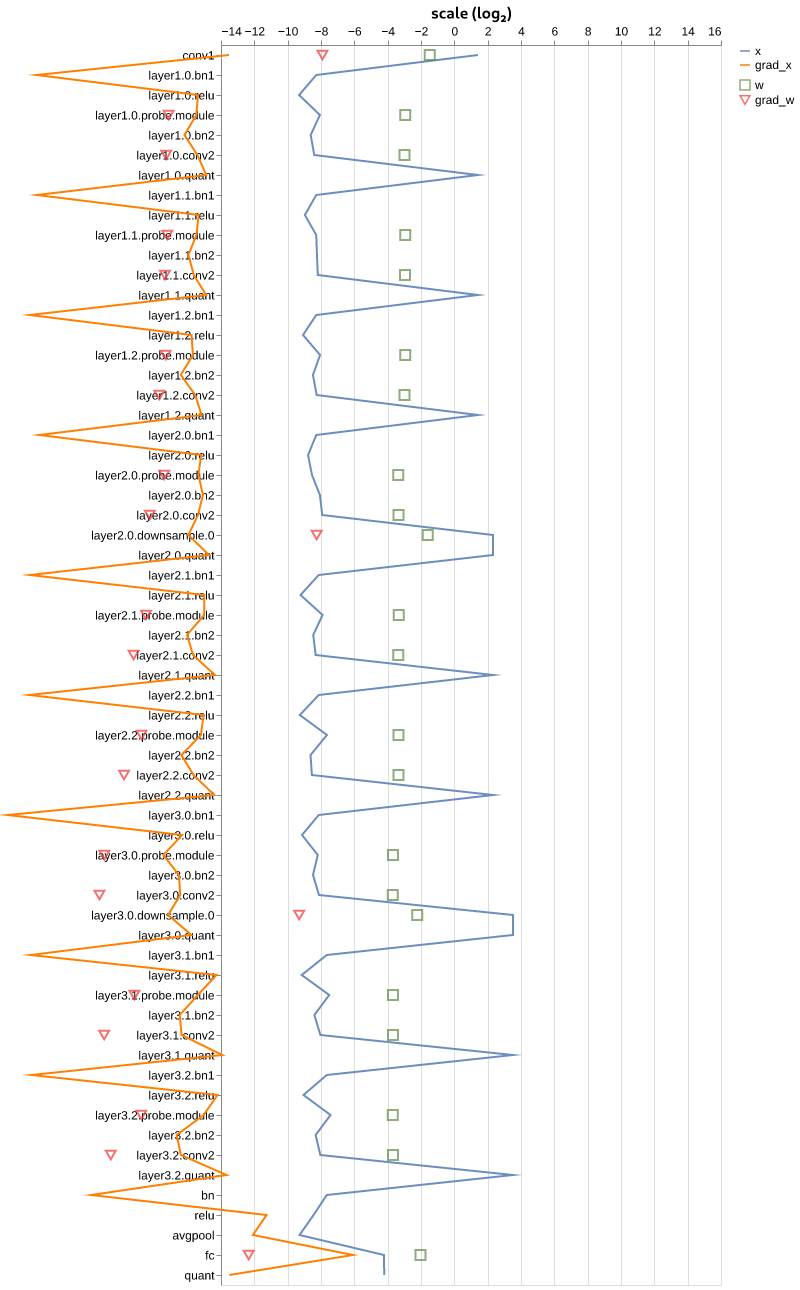 scale (log₂)
−14 −12 −10 −8 −6 −4 −2 0 2 4 6 8 10 12 14 16
x
grad_x
w
grad_w
conv1
layer1.0.bn1
layer1.0.relu
layer1.0.probe.module
layer1.0.bn2
layer1.0.conv2
layer1.0.quant
layer1.1.bn1
layer1.1.relu
layer1.1.probe.module
layer1.1.bn2
layer1.1.conv2
layer1.1.quant
layer1.2.bn1
layer1.2.relu
layer1.2.probe.module
layer1.2.bn2
layer1.2.conv2
layer1.2.quant
layer2.0.bn1
layer2.0.relu
layer2.0.probe.module
layer2.0.bn2
layer2.0.conv2
layer2.0.downsample.0
layer2.0.quant
layer2.1.bn1
layer2.1.relu
layer2.1.probe.module
layer2.1.bn2
layer2.1.conv2
layer2.1.quant
layer2.2.bn1
layer2.2.relu
layer2.2.probe.module
layer2.2.bn2
layer2.2.conv2
layer2.2.quant
layer3.0.bn1
layer3.0.relu
layer3.0.probe.module
layer3.0.bn2
layer3.0.conv2
layer3.0.downsample.0
layer3.0.quant
layer3.1.bn1
layer3.1.relu
layer3.1.probe.module
layer3.1.bn2
layer3.1.conv2
layer3.1.quant
layer3.2.bn1
layer3.2.relu
layer3.2.probe.module
layer3.2.bn2
layer3.2.conv2
layer3.2.quant
bn
relu
avgpool
fc
quant